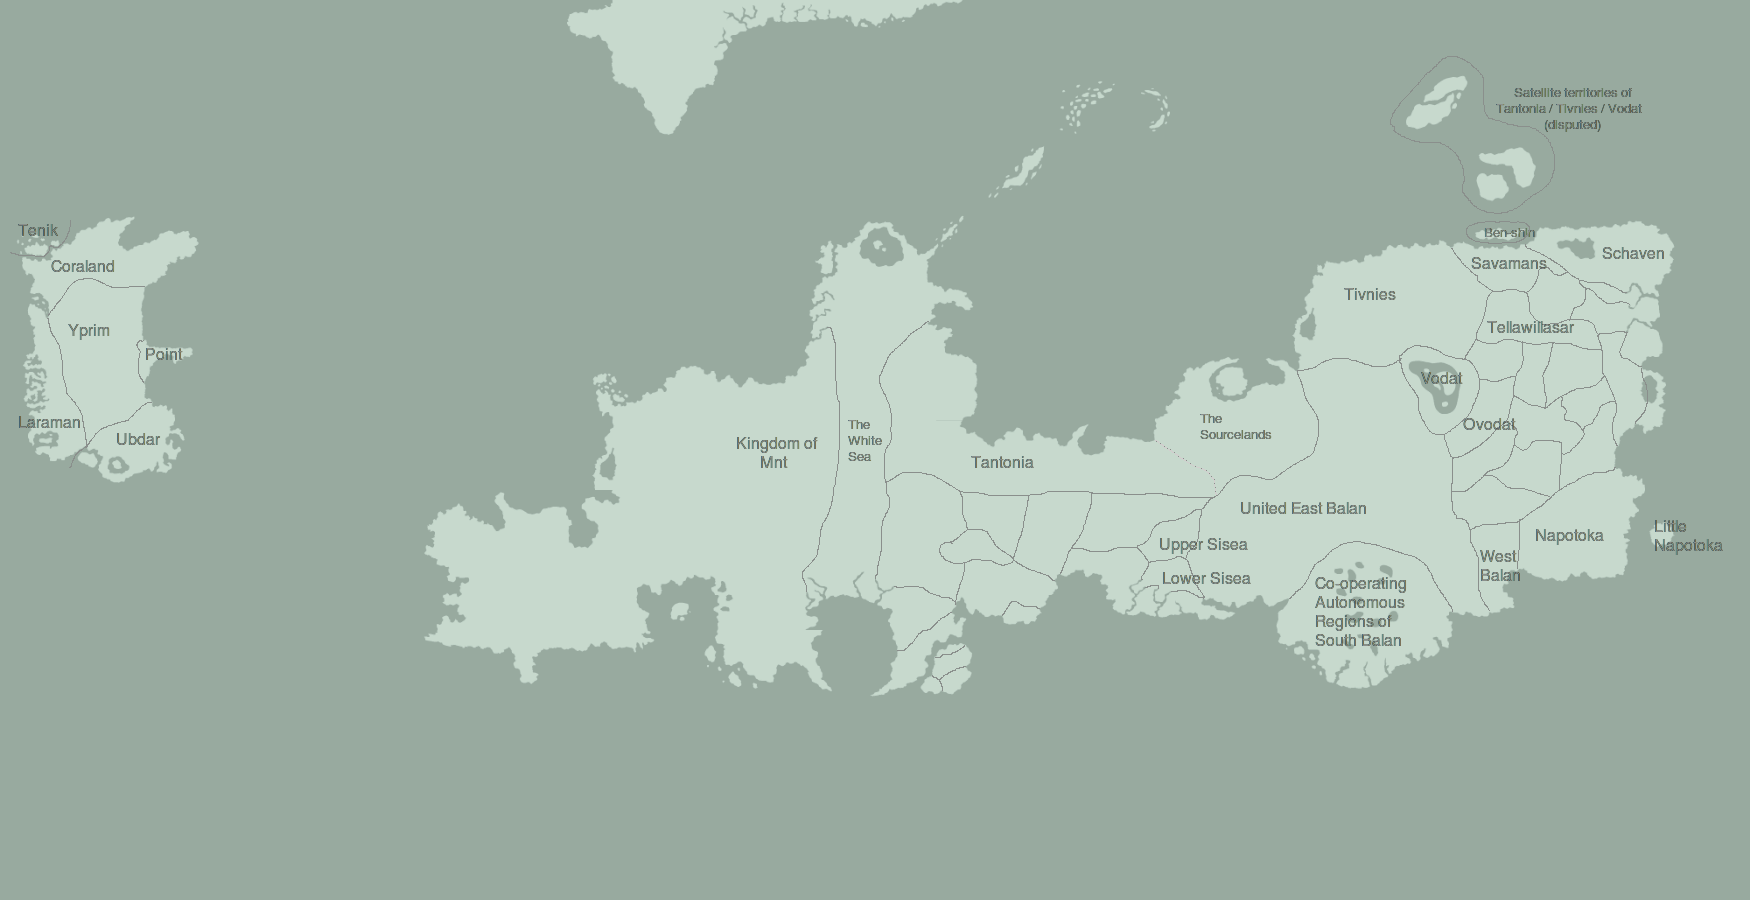 Satellite territories of
Tantonia / Tivnies / Vodat
(disputed)
Tenik
Ben-shin
Schaven
Coraland
Savamans
Tivnies
Yprim
Tellawillasar
Point
Vodat
Laraman
Ubdar
The
Sourcelands
The
White
Sea
Ovodat
Kingdom of
Mnt
Tantonia
United East Balan
Upper Sisea
Lower Sisea
Napotoka
Little
Napotoka
West
Balan
Co-operating
Autonomous
Regions of
South Balan